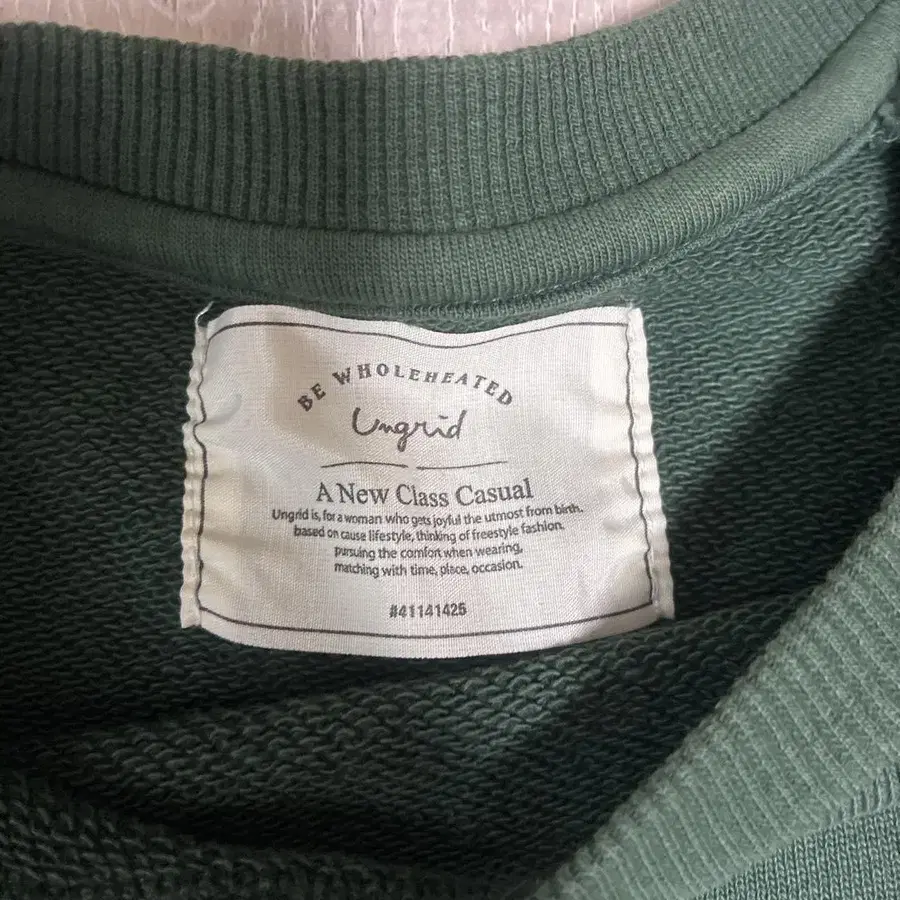 BE WHOLEHEATED
Ungrid
A New Class Casual
Ungrid is, for a woman who gets joyful the utmost from birth.
based on cause lifestyle, thinking of freestyle fashion.
pursuing the comfort when wearing,
matching with time, place, occasion.
#41141425